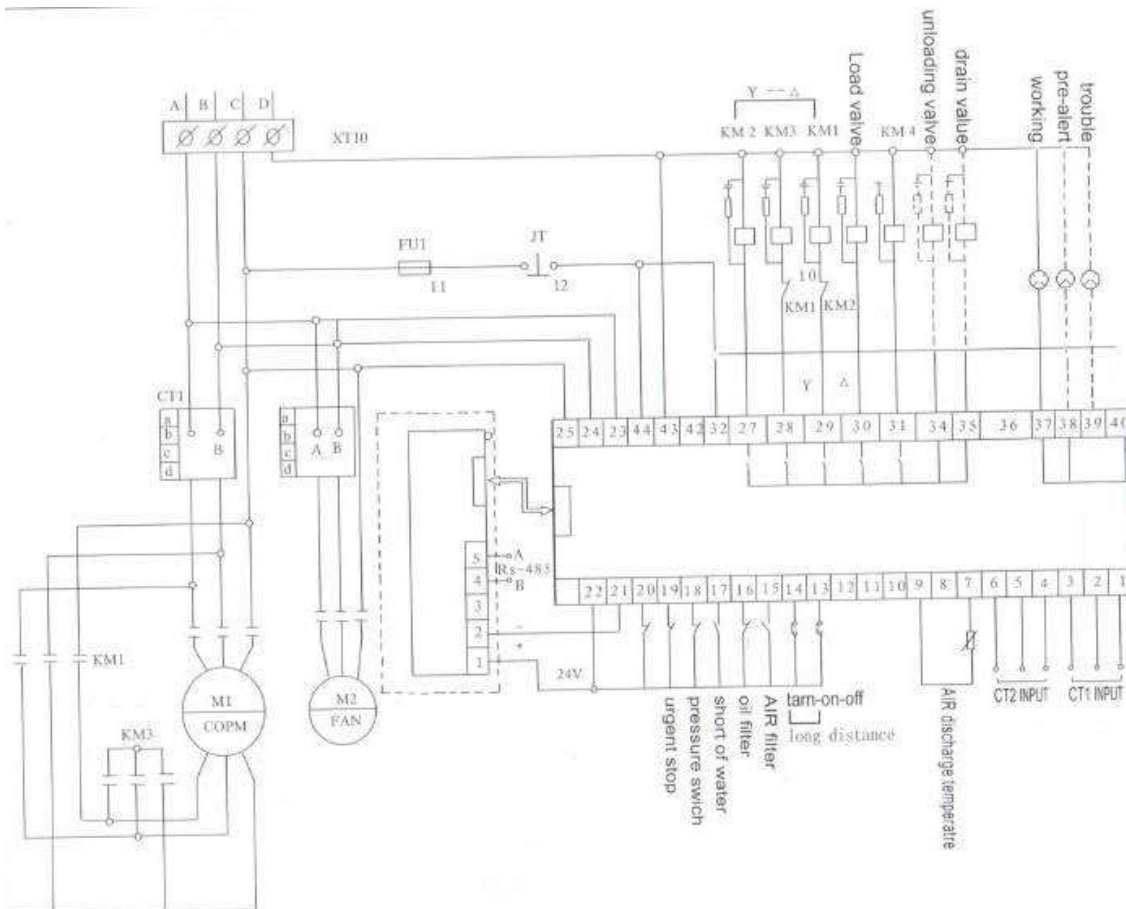 A B C D
XT10
Y -- △
KM 2 KM3 KM1
Load valve
KM 4
unloading valve
drain value
working
pre-alert
trouble
FU1
11
JT
12
10
KM1 KM2
Y △
CT1
a
b
c
d
B
a
b
c
d
A B
25 24 23 44 43 42 32 27 28 29 30 31 34 35 36 37 38 39 40
5
4
3
2
1
A
Rs-485
B
-
+
24V
22 21 20 19 18 17 16 15 14 13 12 11 10 9 8 7 6 5 4 3 2 1
KM1
M1
COPM
M2
FAN
KM3
urgent stop
pressure swich
short of water
oil filter
AIR filter
tarn-on-off
long distance
AIR discharge temperatre
CT2 INPUT
CT1 INPUT